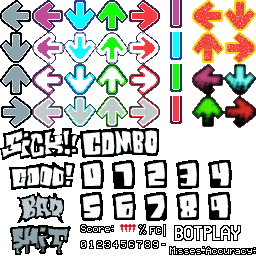 SICK!! COMBO
GOOD! 0 1 2 3 4
BAD 5 6 7 8 9
SHIT Score: %FC| BOTPLAY
0123456789- Misses-Accuracy: